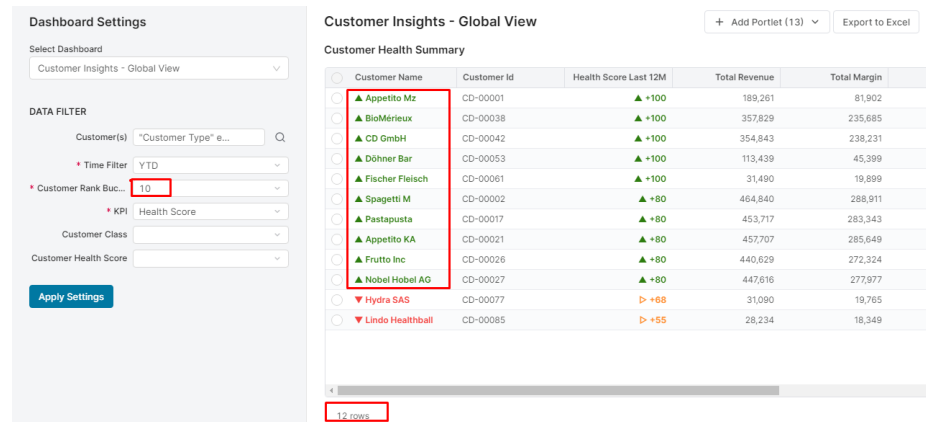 Dashboard Settings
Select Dashboard
Customer Insights - Global View
DATA FILTER
Customer(s) "Customer Type" e...
* Time Filter YTD
* Customer Rank Buc... 10
* KPI Health Score
Customer Class
Customer Health Score
Apply Settings
Customer Insights - Global View
+ Add Portlet (13)
Export to Excel
Customer Health Summary
Customer Name Customer Id Health Score Last 12M Total Revenue Total Margin
▲ Appetito Mz CD-00001 ▲ +100 189,261 81,902
▲ BioMérieux CD-00038 ▲ +100 357,829 235,685
▲ CD GmbH CD-00042 ▲ +100 354,843 238,231
▲ Döhner Bar CD-00053 ▲ +100 113,439 45,399
▲ Fischer Fleisch CD-00061 ▲ +100 31,490 19,899
▲ Spagetti M CD-00002 ▲ +80 464,840 288,911
▲ Pastapusta CD-00017 ▲ +80 453,717 283,343
▲ Appetito KA CD-00021 ▲ +80 457,707 285,649
▲ Frutto Inc CD-00026 ▲ +80 440,629 272,324
▲ Nobel Hobel AG CD-00027 ▲ +80 447,616 277,977
▼ Hydra SAS CD-00077 ▷ +68 31,090 19,765
▼ Lindo Healthball CD-00085 ▷ +55 28,234 18,349
12 rows